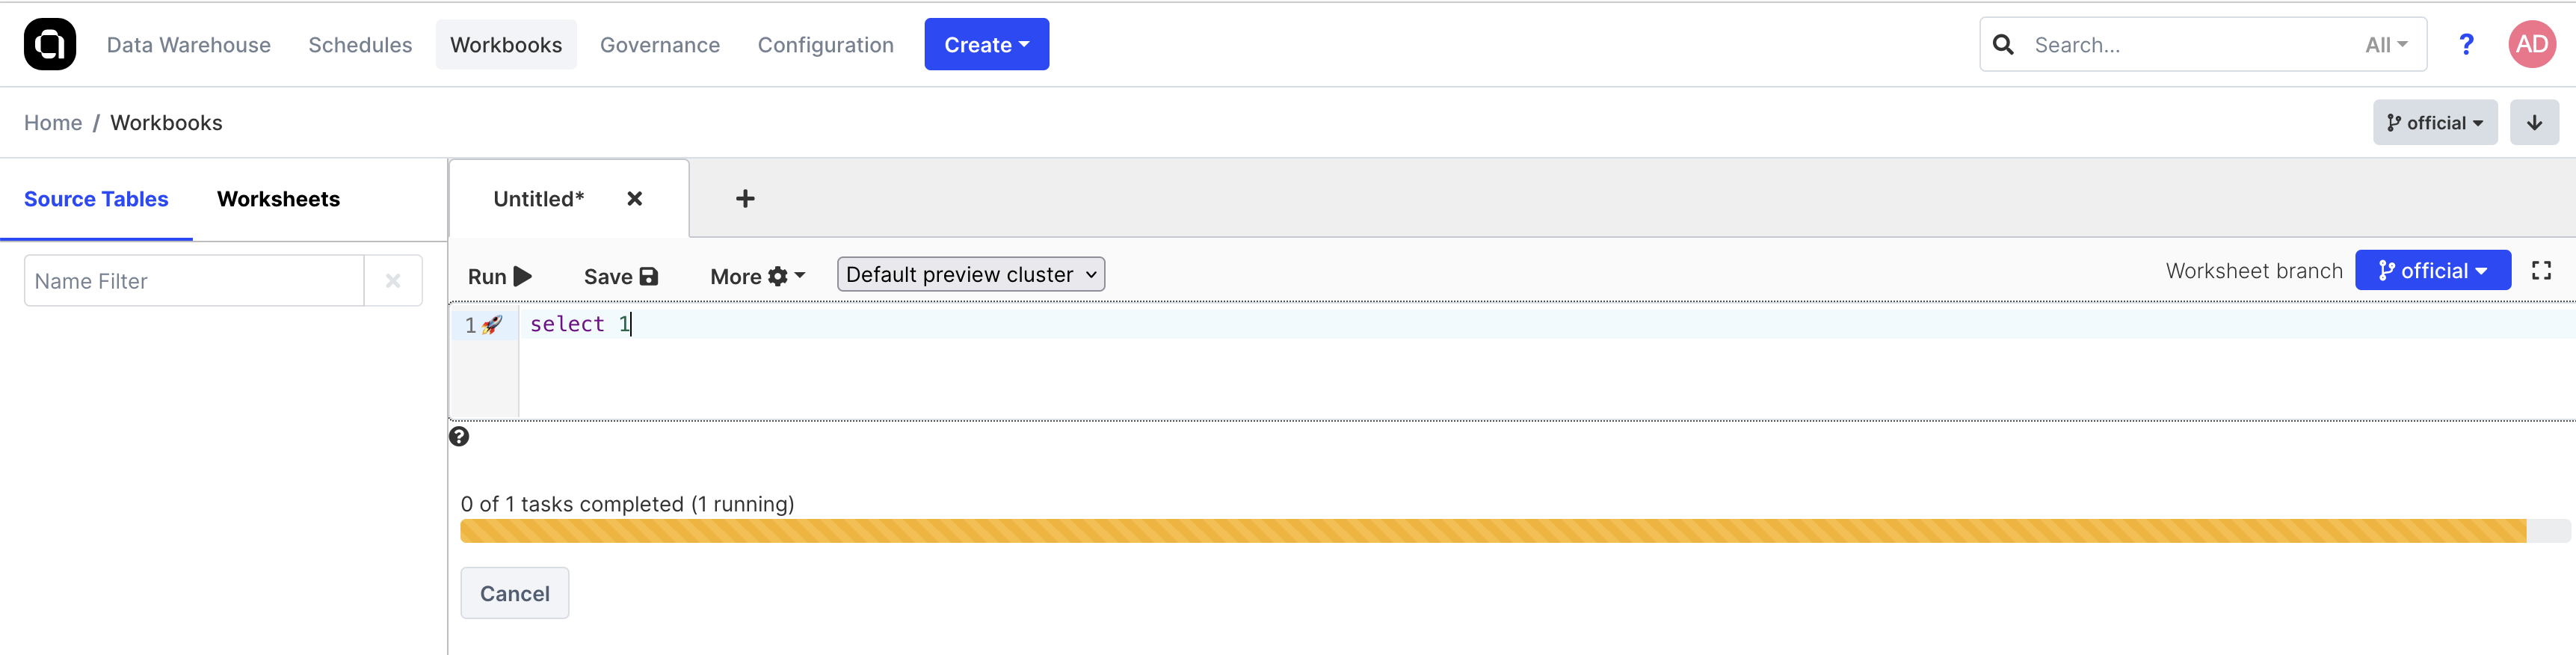 Data Warehouse Schedules Workbooks Governance Configuration Create Search... All ? AD
Home / Workbooks official
Source Tables Worksheets Untitled*
Name Filter
Run Save More Default preview cluster Worksheet branch official
1 select 1
?
0 of 1 tasks completed (1 running)
Cancel